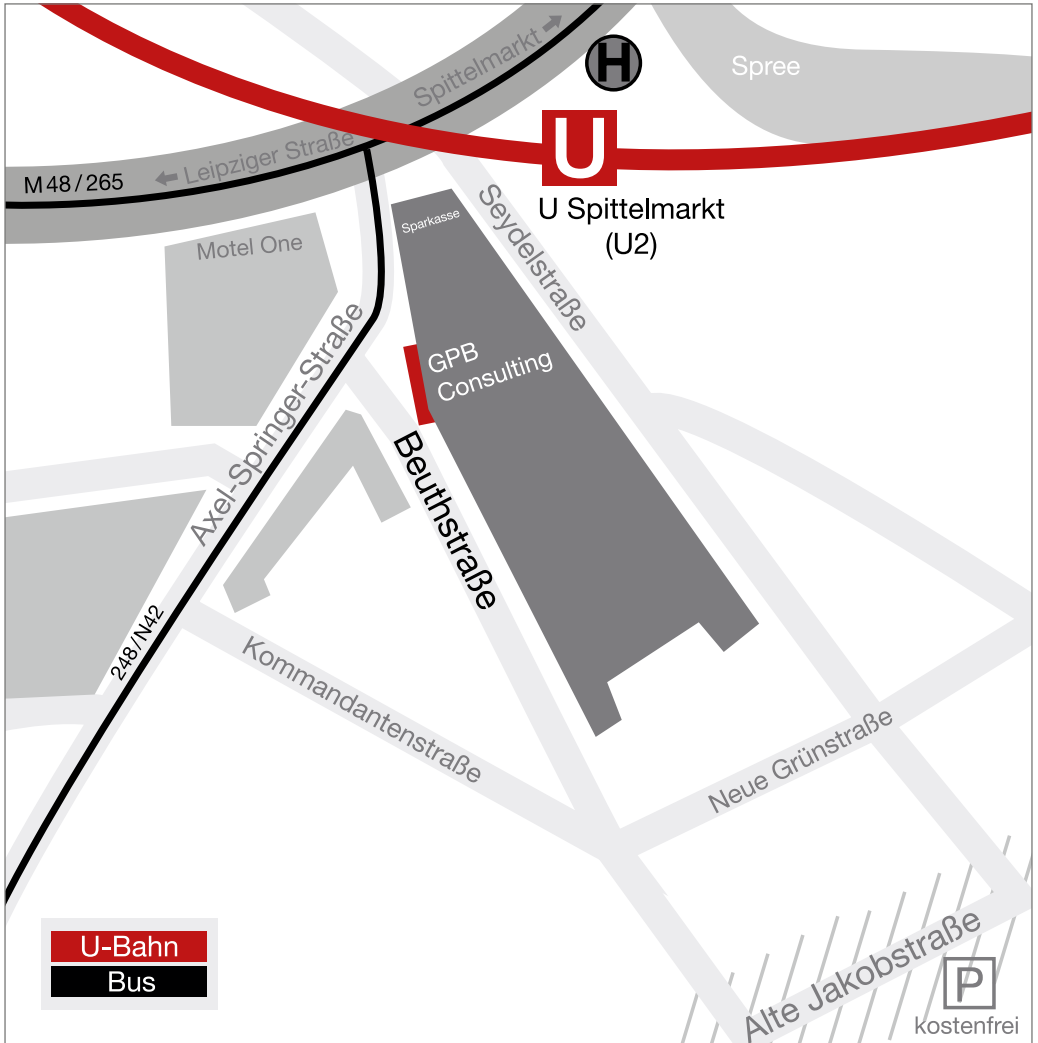 Spittelmarkt
H
Spree
Leipziger Straße
M48/265
U
U Spittelmarkt
(U2)
Sparkasse
Seydelstraße
Motel One
Axel-Springer-Straße
GPB
Consulting
Beuthstraße
248/N42
Kommandantenstraße
Neue Grünstraße
Alte Jakobstraße
U-Bahn
Bus
P
kostenfrei